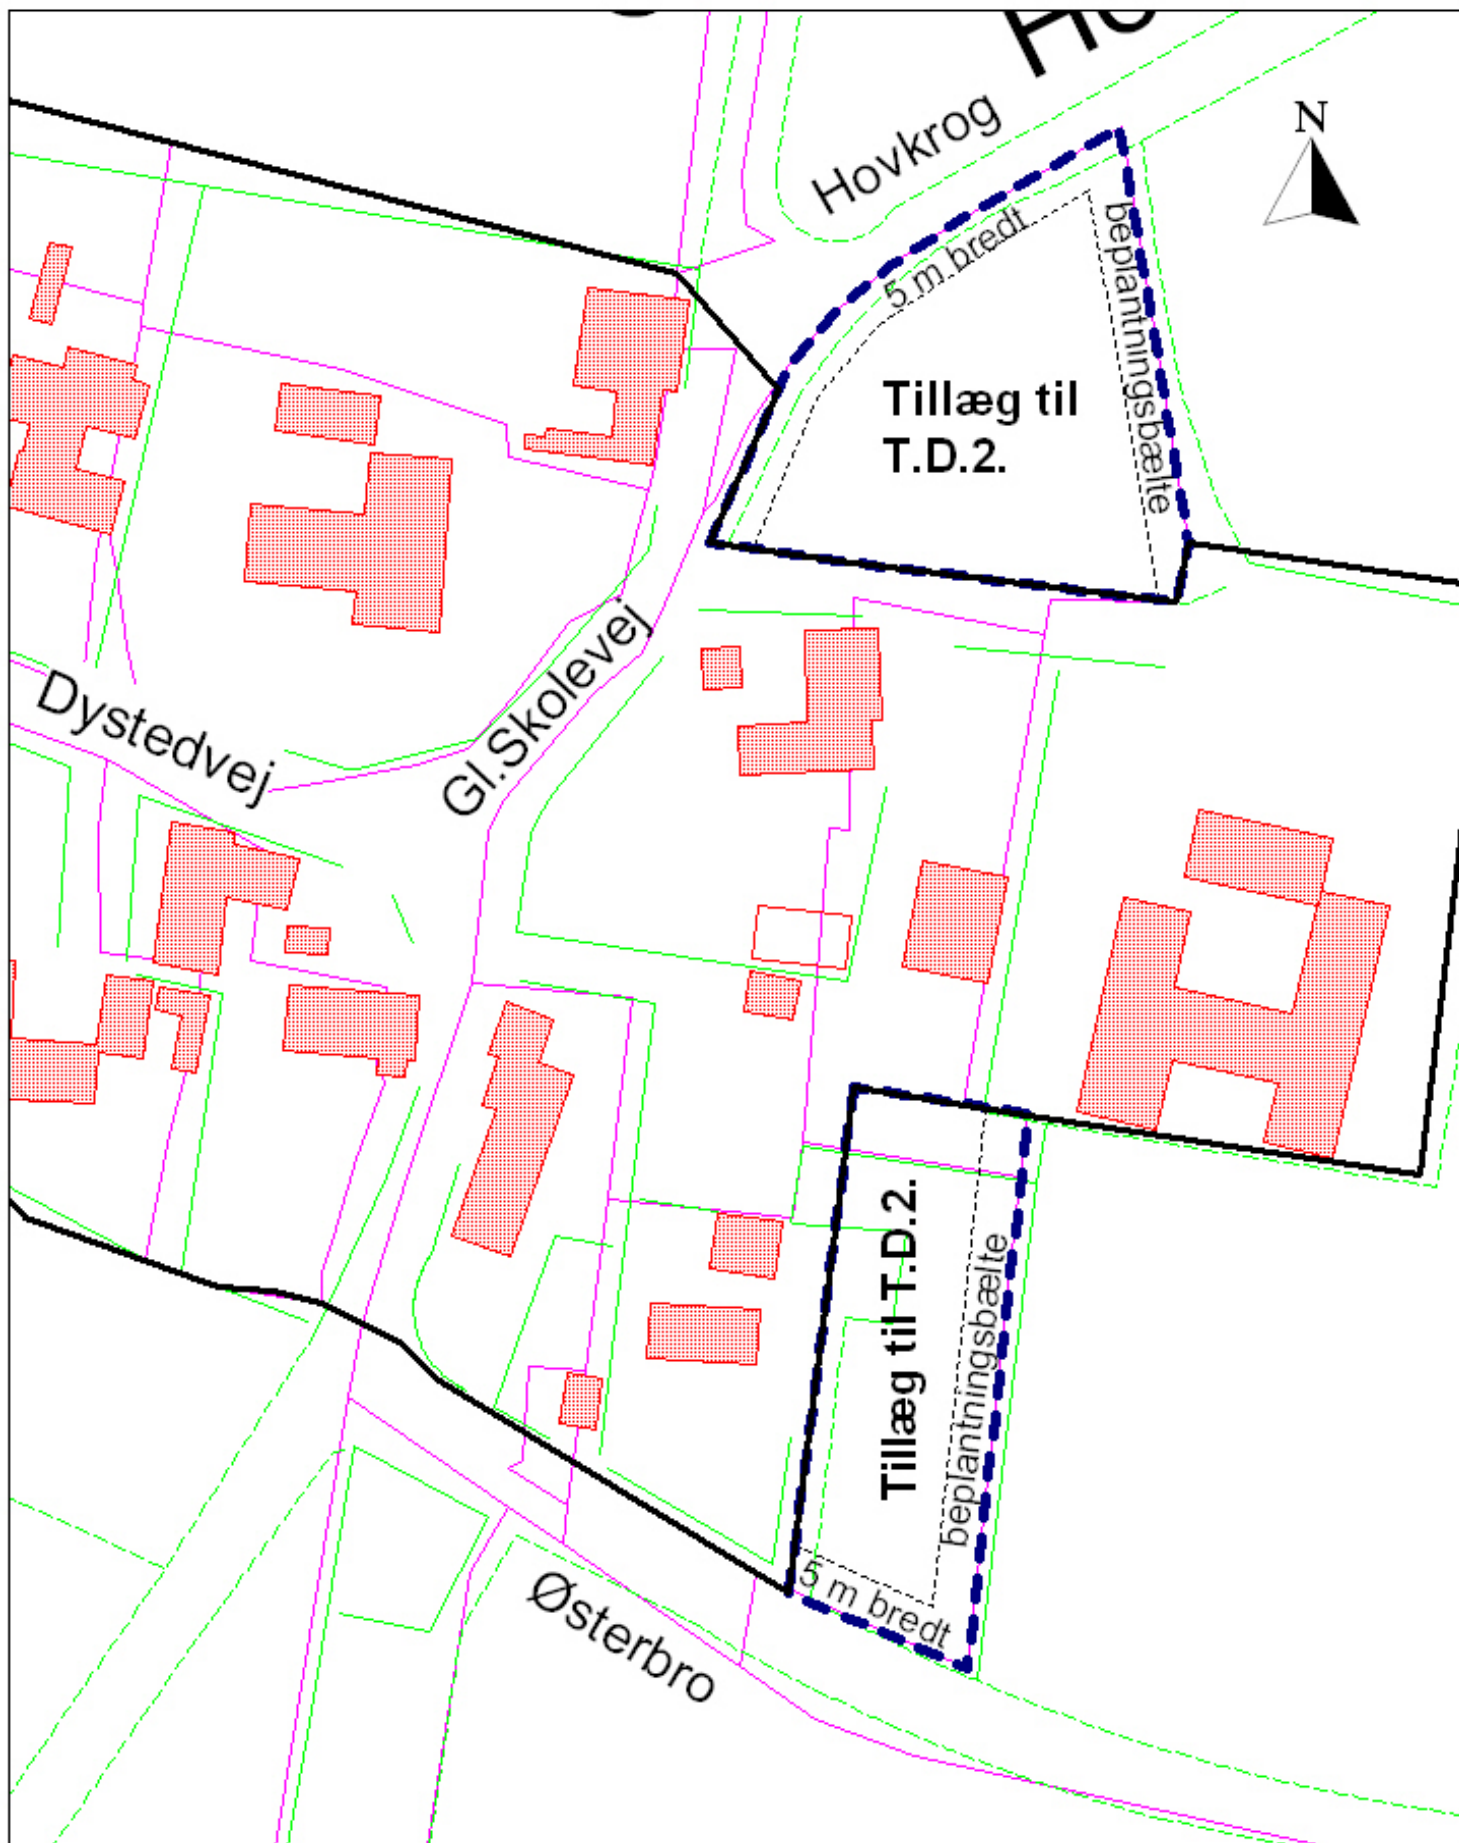 Ho
Hovkrog
N
5 m bredt
beplantningsbælte
Tillæg til
T.D.2.
Gl.Skolevej
Dystedvej
Tillæg til T.D.2.
beplantningsbælte
5 m bredt
Østerbro